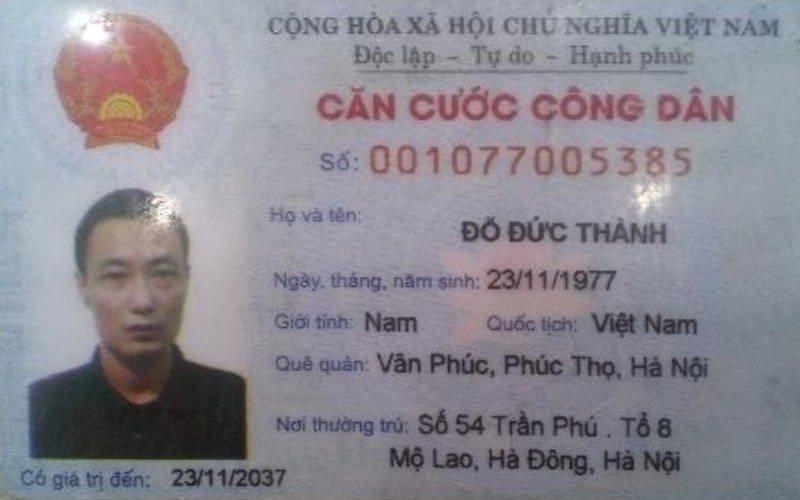 CỘNG HÒA XÃ HỘI CHỦ NGHĨA VIỆT NAM
Độc lập - Tự do - Hạnh phúc
CĂN CƯỚC CÔNG DÂN
Số: 001077005385
Họ và tên: ĐỖ ĐỨC THÀNH
Ngày, tháng, năm sinh: 23/11/1977
Giới tính: Nam Quốc tịch: Việt Nam
Quê quán: Vân Phúc, Phúc Thọ, Hà Nội
Nơi thường trú: Số 54 Trần Phú . Tổ 8
Mộ Lao, Hà Đông, Hà Nội
Có giá trị đến: 23/11/2037